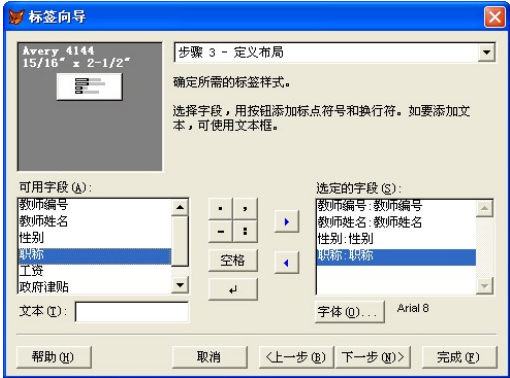 标签向导
Avery 4144
15/16" x 2-1/2"
步骤 3 - 定义布局
确定所需的标签样式。
选择字段，用按钮添加标点符号和换行符。如要添加文
本，可使用文本框。
可用字段(A):
教师编号
教师姓名
性别
职称
工资
政府津贴
文本(T):
. ,
- :
空格
↵
选定的字段(S):
教师编号:教师编号
教师姓名:教师姓名
性别:性别
职称:职称
字体(O)...
Arial 8
帮助(H)
取消
<上一步(B)
下一步(N)>
完成(F)